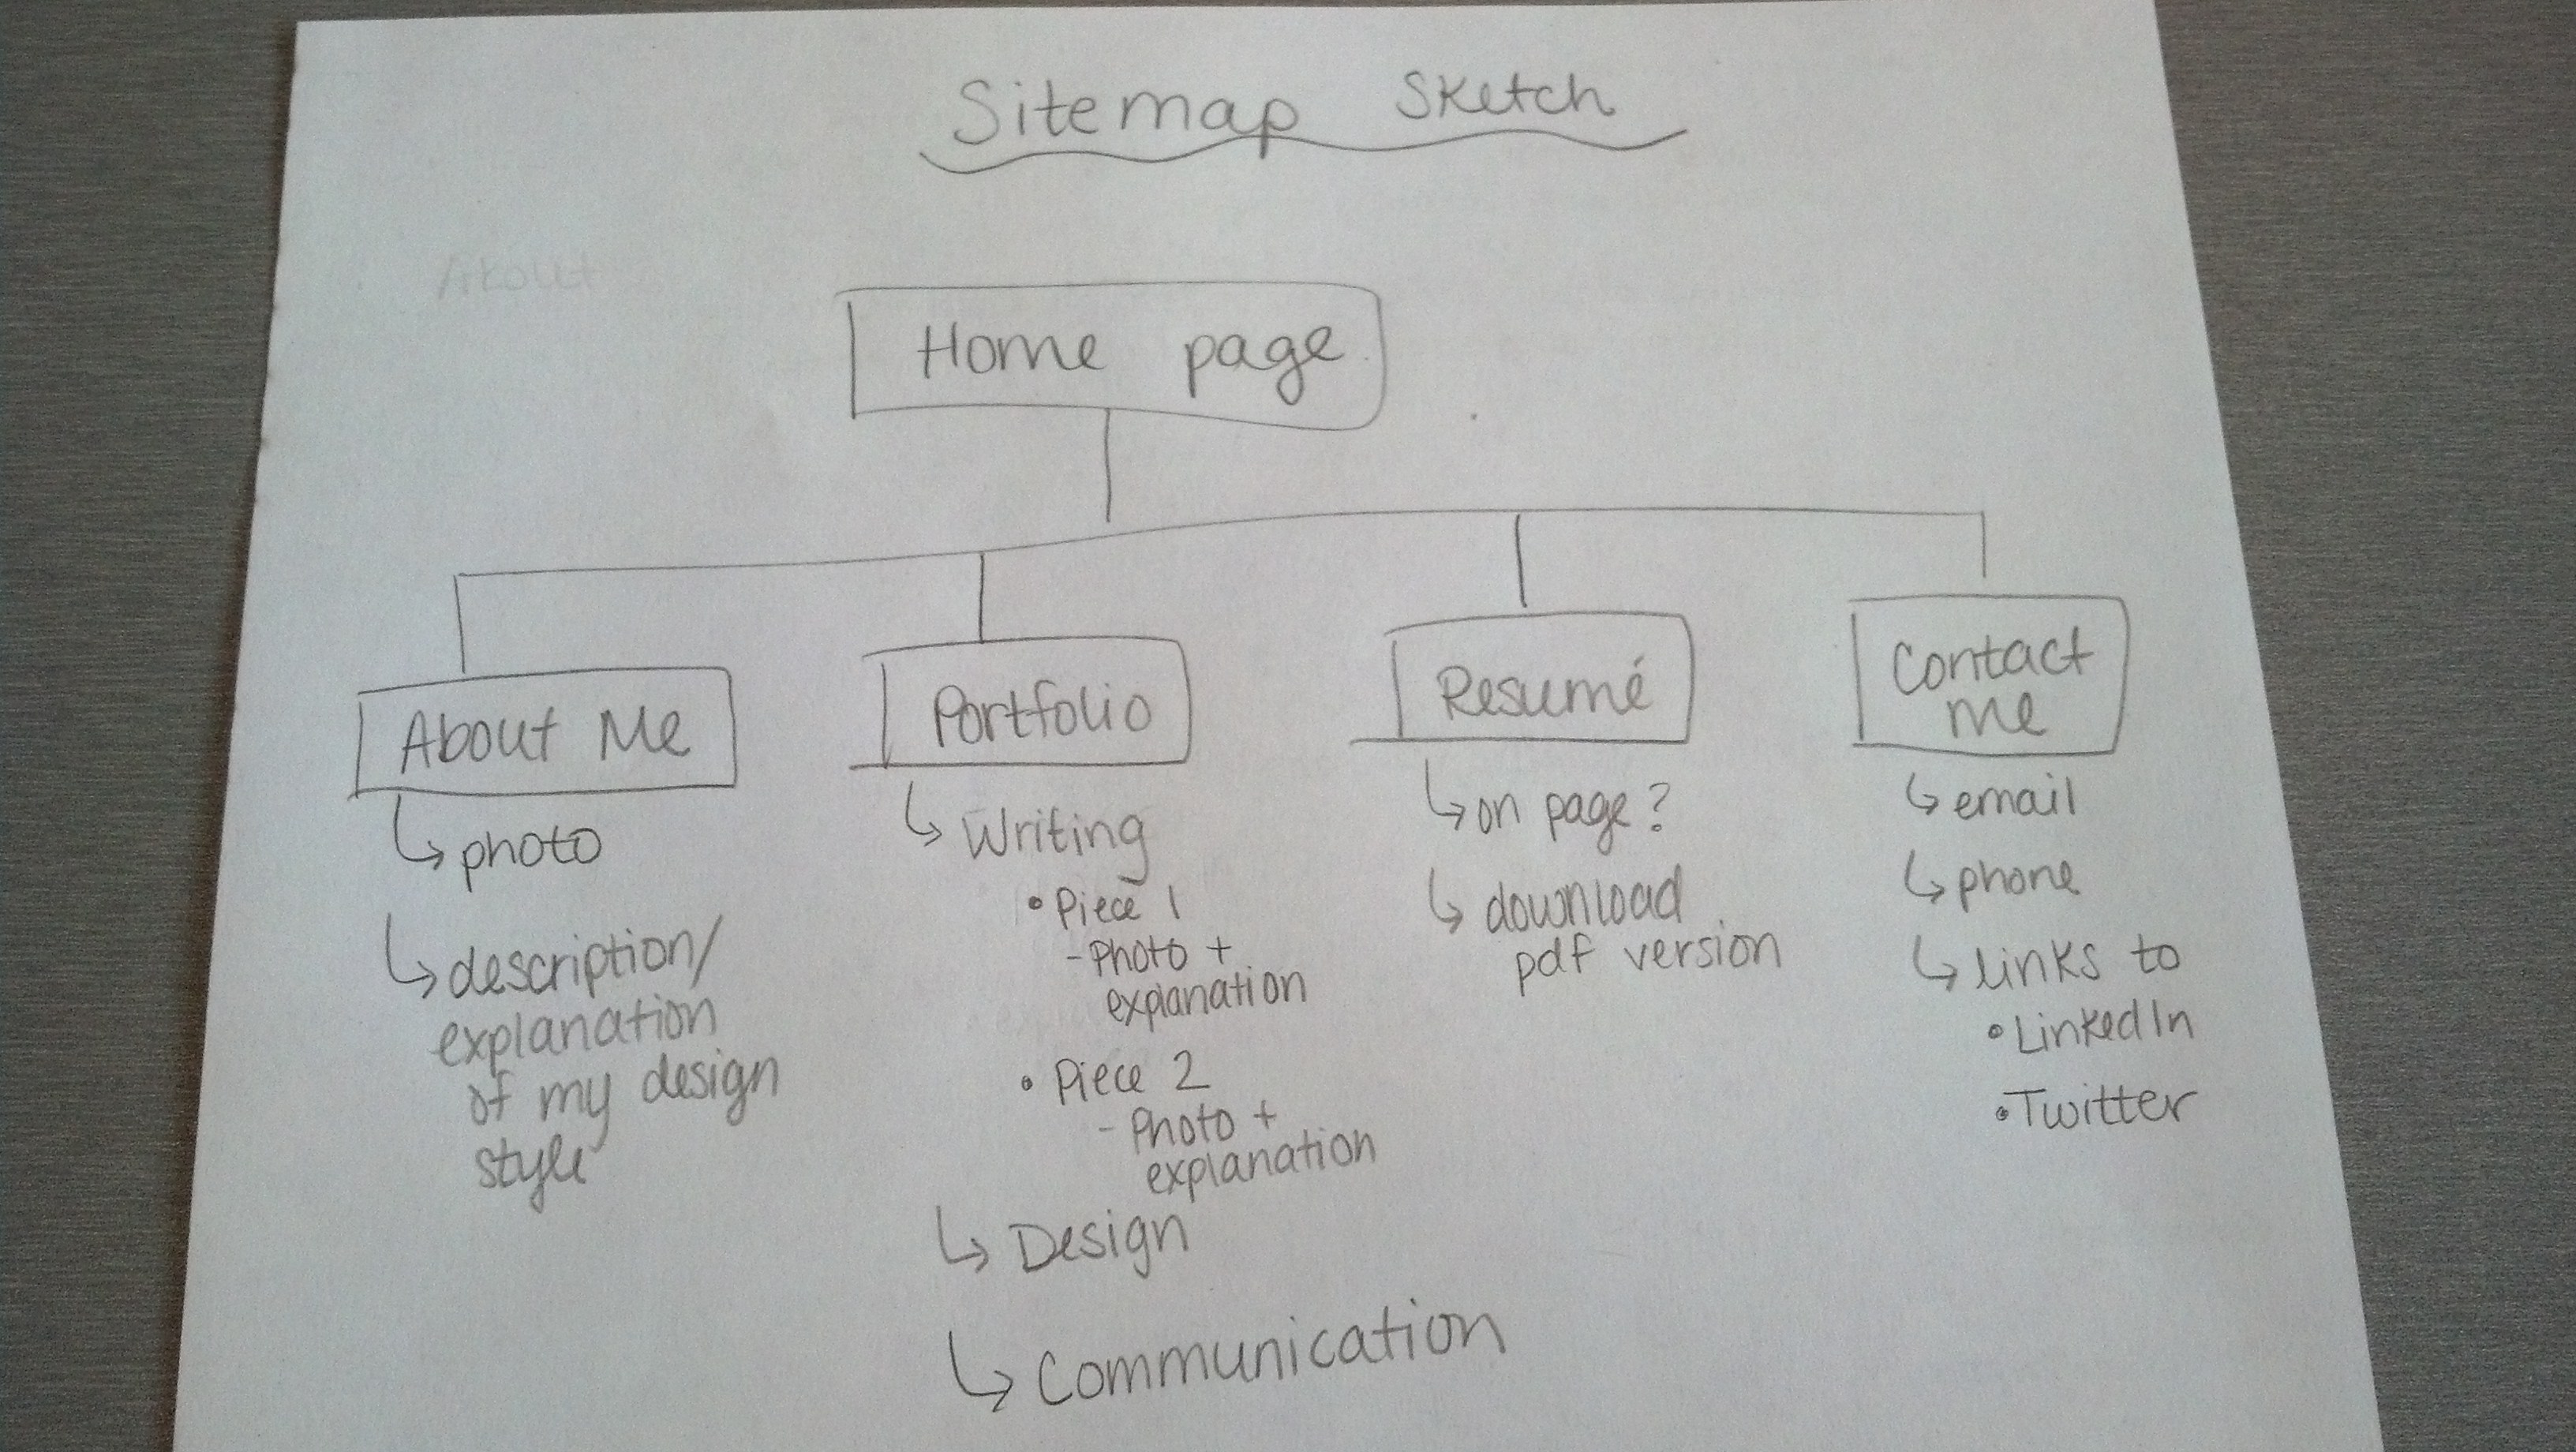 Sitemap Sketch
About
Home page
About Me
↳ photo
↳ description/
explanation
of my design
style
Portfolio
↳ Writing
• Piece 1
- Photo +
explanation
• Piece 2
- Photo +
explanation
↳ Design
↳ Communication
Resumé
↳ on page?
↳ download
pdf version
Contact
me
↳ email
↳ phone
↳ links to
• LinkedIn
• Twitter